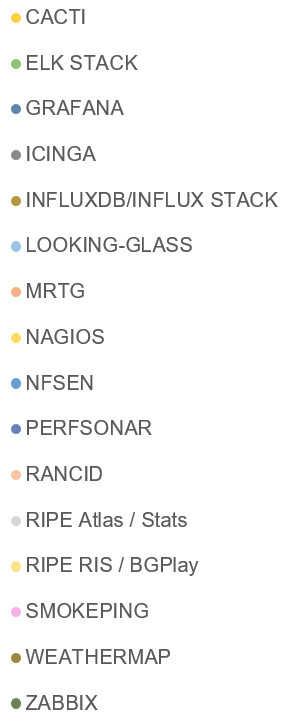 CACTI
ELK STACK
GRAFANA
ICINGA
INFLUXDB/INFLUX STACK
LOOKING-GLASS
MRTG
NAGIOS
NFSEN
PERFSONAR
RANCID
RIPE Atlas / Stats
RIPE RIS / BGPlay
SMOKEPING
WEATHERMAP
ZABBIX